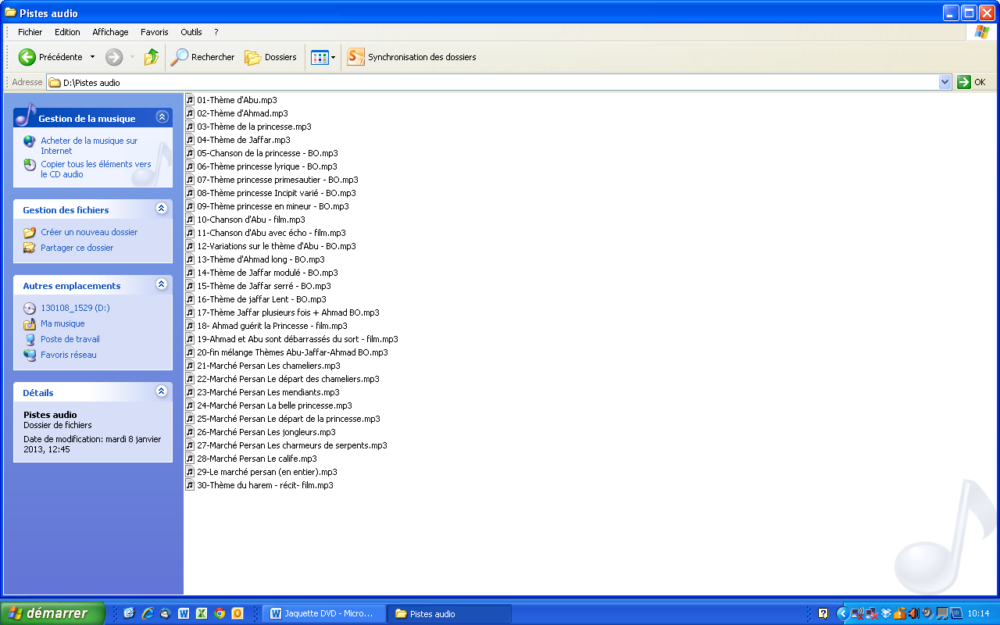 Pistes audio
Fichier Edition Affichage Favoris Outils ?
Précédente Rechercher Dossiers Synchronisation des dossiers
Adresse D:\Pistes audio OK
Gestion de la musique
Acheter de la musique sur
Internet
Copier tous les éléments vers
le CD audio
Gestion des fichiers
Créer un nouveau dossier
Partager ce dossier
Autres emplacements
130108_1529 (D:)
Ma musique
Poste de travail
Favoris réseau
Détails
Pistes audio
Dossier de fichiers
Date de modification: mardi 8 janvier
2013, 12:45
01-Thème d'Abu.mp3
02-Thème d'Ahmad.mp3
03-Thème de la princesse.mp3
04-Thème de Jaffar.mp3
05-Chanson de la princesse - BO.mp3
06-Thème princesse lyrique - BO.mp3
07-Thème princesse primesautier - BO.mp3
08-Thème princesse Incipit varié - BO.mp3
09-Thème princesse en mineur - BO.mp3
10-Chanson d'Abu - film.mp3
11-Chanson d'Abu avec écho - film.mp3
12-Variations sur le thème d'Abu - BO.mp3
13-Thème d'Ahmad long - BO.mp3
14-Thème de Jaffar modulé - BO.mp3
15-Thème de Jaffar serré - BO.mp3
16-Thème de jaffar Lent - BO.mp3
17-Thème Jaffar plusieurs fois + Ahmad BO.mp3
18- Ahmad guérit la Princesse - film.mp3
19-Ahmad et Abu sont débarrassés du sort - film.mp3
20-fin mélange Thèmes Abu-Jaffar-Ahmad BO.mp3
21-Marché Persan Les chameliers.mp3
22-Marché Persan Le départ des chameliers.mp3
23-Marché Persan Les mendiants.mp3
24-Marché Persan La belle princesse.mp3
25-Marché Persan Le départ de la princesse.mp3
26-Marché Persan Les jongleurs.mp3
27-Marché Persan Les charmeurs de serpents.mp3
28-Marché Persan Le calife.mp3
29-Le marché persan (en entier).mp3
30-Thème du harem - récit- film.mp3
démarrer Jaquette DVD - Micro... Pistes audio 10:14